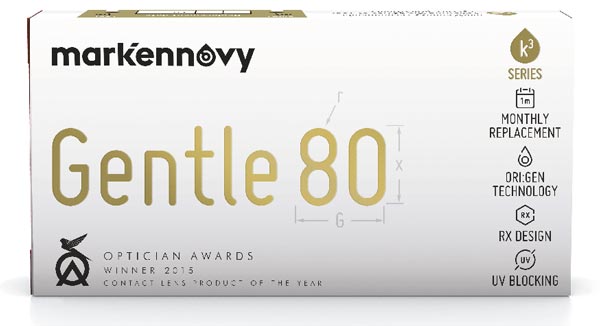 markennovy
Gentle 80
r
x
G
OPTICIAN AWARDS
WINNER 2015
CONTACT LENS PRODUCT OF THE YEAR
k³
SERIES
1m
MONTHLY
REPLACEMENT
ORI:GEN
TECHNOLOGY
RX
RX DESIGN
UV
UV BLOCKING